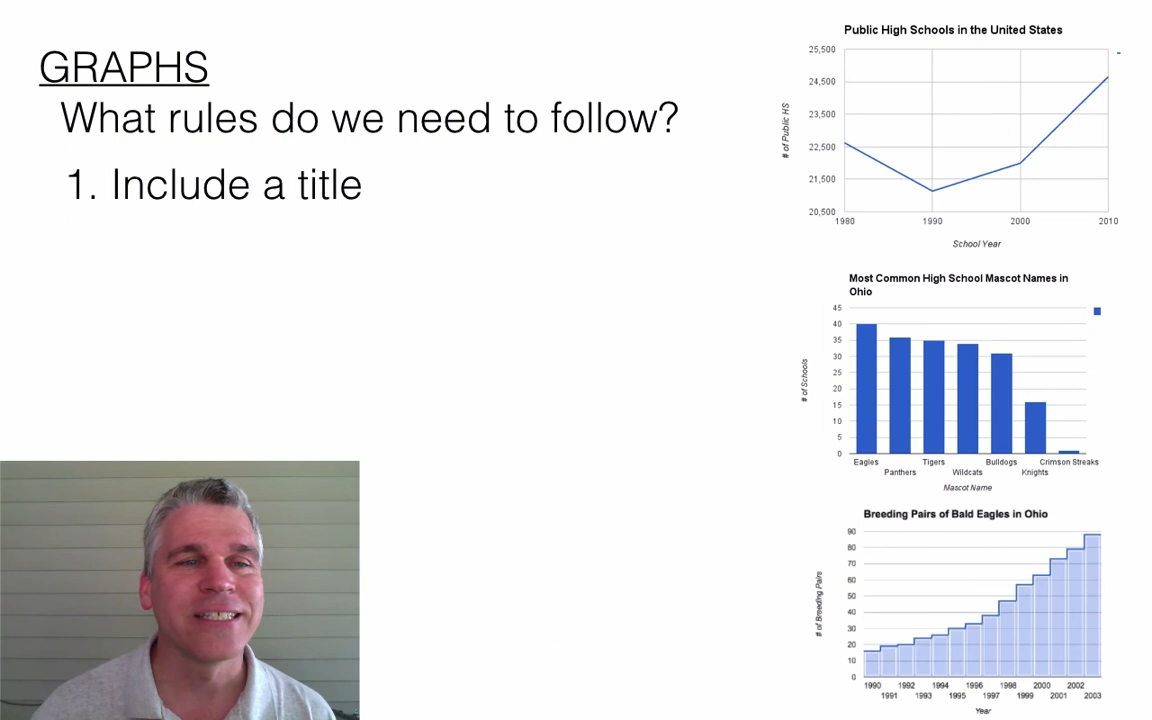 GRAPHS
What rules do we need to follow?
1. Include a title
Public High Schools in the United States
25,500
24,500
23,500
22,500
21,500
20,500
# of Public HS
1980 1990 2000 2010
School Year
Most Common High School Mascot Names in
Ohio
45
40
35
30
25
20
15
10
5
0
# of Schools
Eagles Tigers Bulldogs Crimson Streaks
Panthers Wildcats Knights
Mascot Name
Breeding Pairs of Bald Eagles in Ohio
90
80
70
60
50
40
30
20
10
0
# of Breeding Pairs
1990 1992 1994 1996 1998 2000 2002
1991 1993 1995 1997 1999 2001 2003
Year